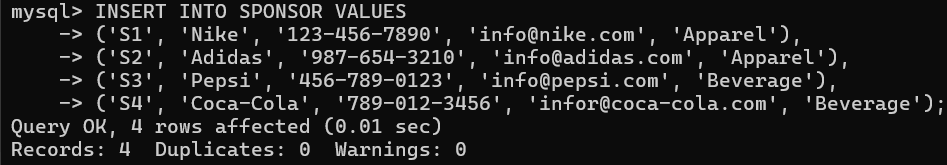 mysql> INSERT INTO SPONSOR VALUES
    -> ('S1', 'Nike', '123-456-7890', 'info@nike.com', 'Apparel'),
    -> ('S2', 'Adidas', '987-654-3210', 'info@adidas.com', 'Apparel'),
    -> ('S3', 'Pepsi', '456-789-0123', 'info@pepsi.com', 'Beverage'),
    -> ('S4', 'Coca-Cola', '789-012-3456', 'infor@coca-cola.com', 'Beverage');
Query OK, 4 rows affected (0.01 sec)
Records: 4  Duplicates: 0  Warnings: 0